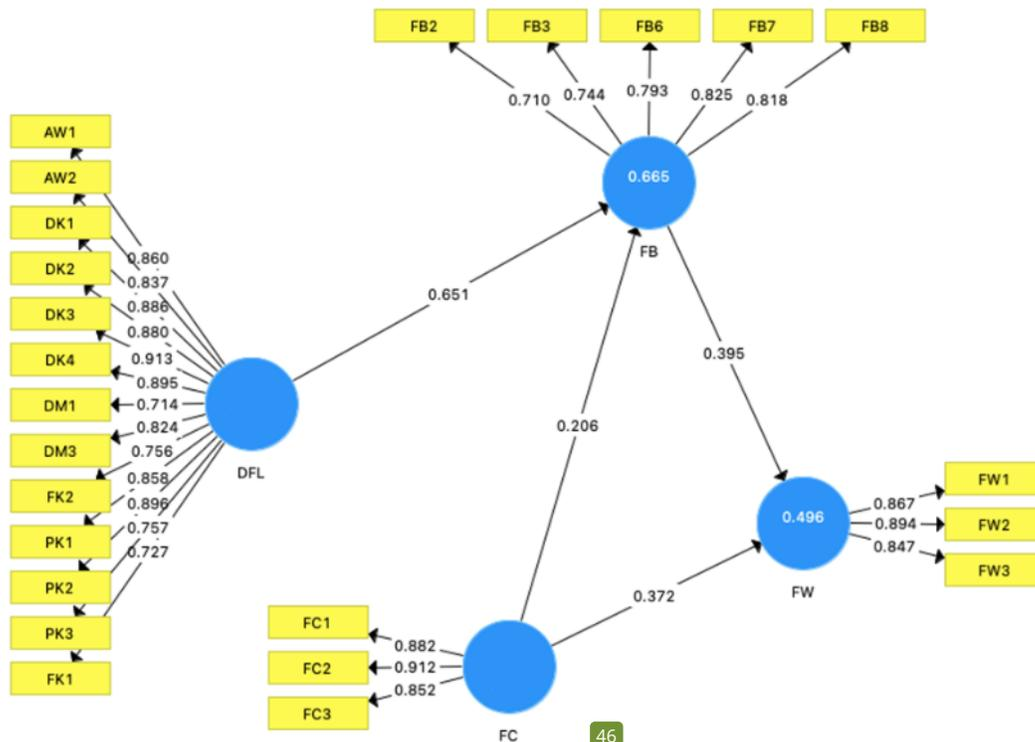 FB2 FB3 FB6 FB7 FB8
0.710 0.744 0.793 0.825 0.818
0.665
FB
AW1
AW2
DK1
DK2
DK3
DK4
DM1
DM3
FK2
PK1
PK2
PK3
FK1
0.860
0.837
0.886
0.880
0.913
0.895
0.714
0.824
0.756
0.858
0.896
0.757
0.727
DFL
0.651
0.206
0.395
0.372
0.496
FW
0.867
0.894
0.847
FW1
FW2
FW3
FC1
FC2
FC3
0.882
0.912
0.852
FC
46